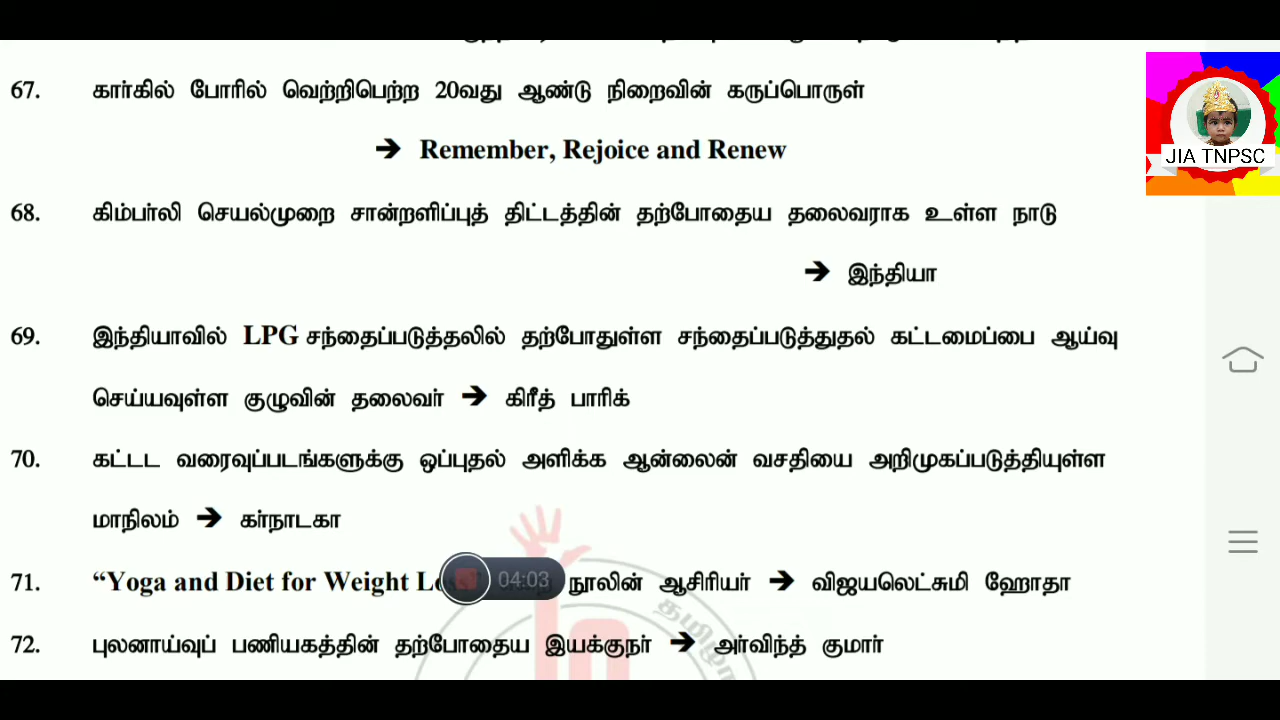 67. கார்கில் போரில் வெற்றிபெற்ற 20வது ஆண்டு நிறைவின் கருப்பொருள்
➔ Remember, Rejoice and Renew
JIA TNPSC
68. கிம்பர்லி செயல்முறை சான்றளிப்புத் திட்டத்தின் தற்போதைய தலைவராக உள்ள நாடு
➔ இந்தியா
69. இந்தியாவில் LPG சந்தைப்படுத்தலில் தற்போதுள்ள சந்தைப்படுத்துதல் கட்டமைப்பை ஆய்வு
செய்யவுள்ள குழுவின் தலைவர் ➔ கிரீத் பாரிக்
70. கட்டட வரைவுப்படங்களுக்கு ஒப்புதல் அளிக்க ஆன்லைன் வசதியை அறிமுகப்படுத்தியுள்ள
மாநிலம் ➔ கர்நாடகா
71. “Yoga and Diet for Weight நூலின் ஆசிரியர் ➔ விஜயலெட்சுமி ஹோதா
04:03
72. புலனாய்வுப் பணியகத்தின் தற்போதைய இயக்குநர் ➔ அர்விந்த் குமார்